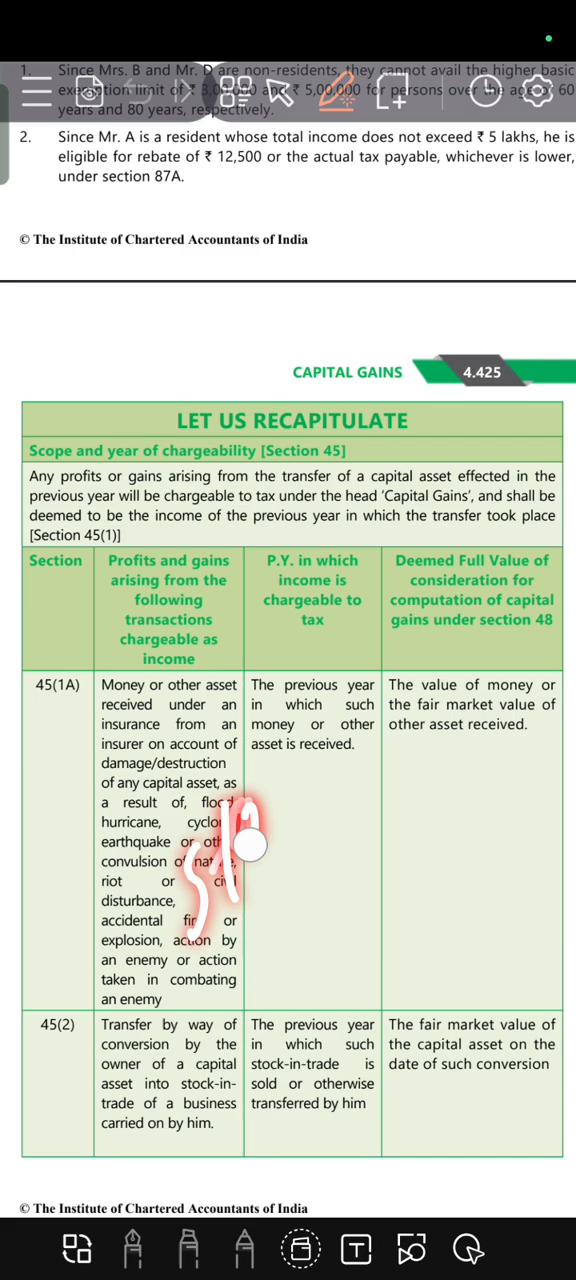 1. Since Mrs. B and Mr. D are non-residents, they cannot avail the higher basic
exemption limit of ₹ 3,00,000 and ₹ 5,00,000 for persons over the age of 60
years and 80 years, respectively.
2. Since Mr. A is a resident whose total income does not exceed ₹ 5 lakhs, he is
eligible for rebate of ₹ 12,500 or the actual tax payable, whichever is lower,
under section 87A.
© The Institute of Chartered Accountants of India
CAPITAL GAINS 4.425
LET US RECAPITULATE
Scope and year of chargeability [Section 45]
Any profits or gains arising from the transfer of a capital asset effected in the
previous year will be chargeable to tax under the head 'Capital Gains', and shall be
deemed to be the income of the previous year in which the transfer took place
[Section 45(1)]
Section
Profits and gains
arising from the
following
transactions
chargeable as
income
P.Y. in which
income is
chargeable to
tax
Deemed Full Value of
consideration for
computation of capital
gains under section 48
45(1A)
Money or other asset
received under an
insurance from an
insurer on account of
damage/destruction
of any capital asset, as
a result of, flood
hurricane, cyclo
earthquake or oth
convulsion of nat e,
riot or civil
disturbance,
accidental fir or
explosion, action by
an enemy or action
taken in combating
an enemy
The previous year
in which such
money or other
asset is received.
The value of money or
the fair market value of
other asset received.
45(2)
Transfer by way of
conversion by the
owner of a capital
asset into stock-in-
trade of a business
carried on by him.
The previous year
in which such
stock-in-trade is
sold or otherwise
transferred by him
The fair market value of
the capital asset on the
date of such conversion
© The Institute of Chartered Accountants of India